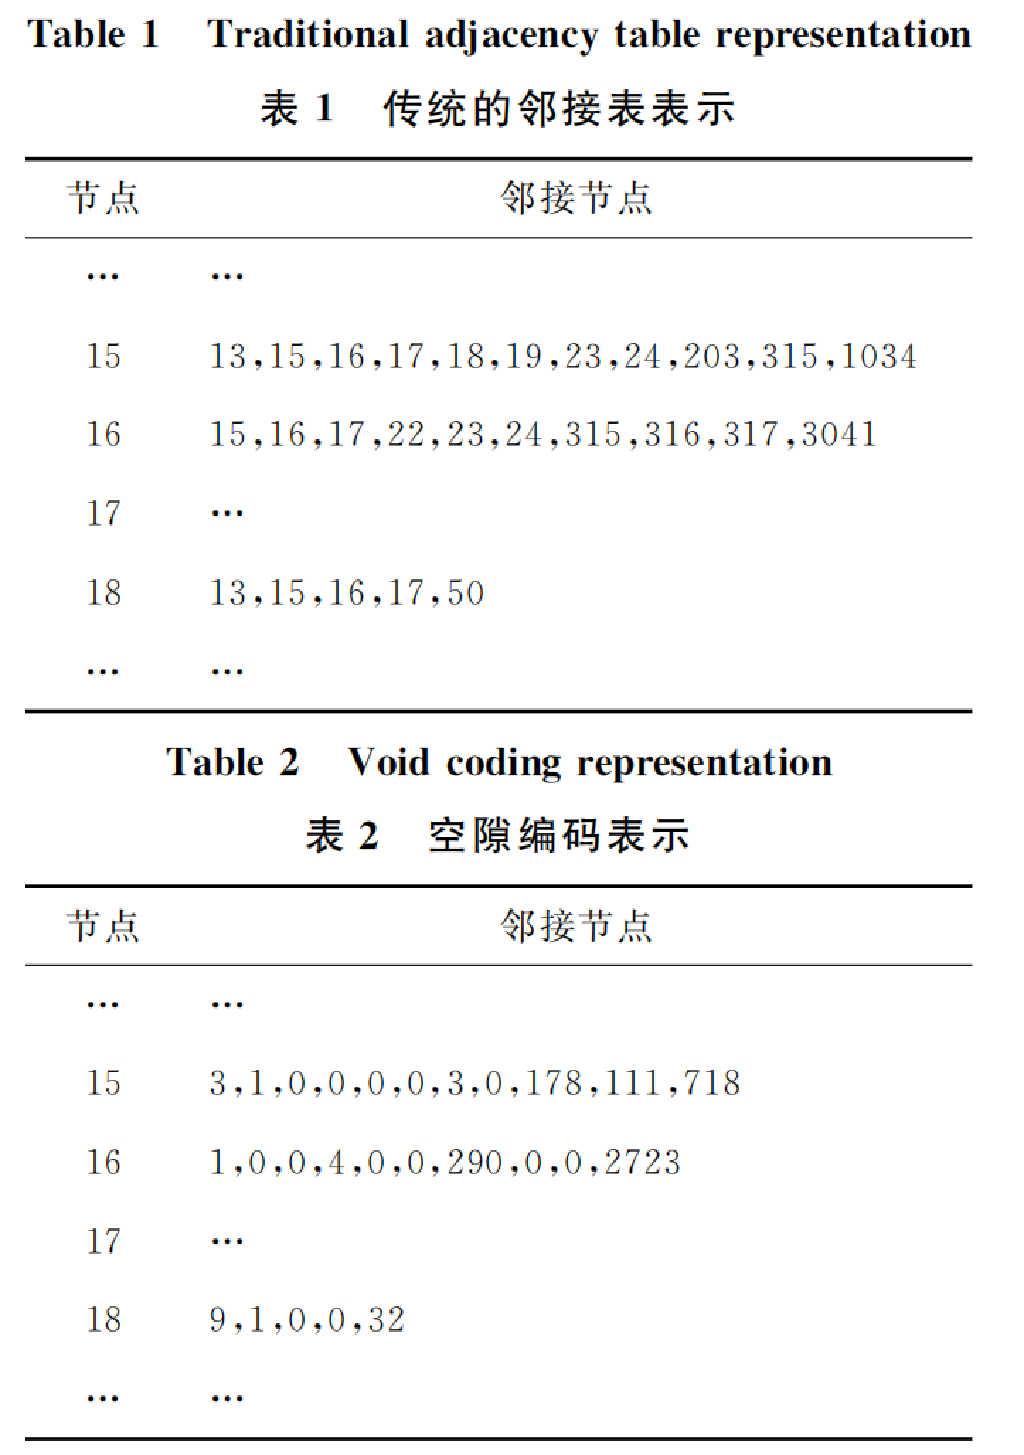 Table 1 Traditional adjacency table representation
表 1 传统的邻接表表示
节点 邻接节点
… …
15 13,15,16,17,18,19,23,24,203,315,1034
16 15,16,17,22,23,24,315,316,317,3041
17 …
18 13,15,16,17,50
… …
Table 2 Void coding representation
表 2 空隙编码表示
节点 邻接节点
… …
15 3,1,0,0,0,0,3,0,178,111,718
16 1,0,0,4,0,0,290,0,0,2723
17 …
18 9,1,0,0,32
… …